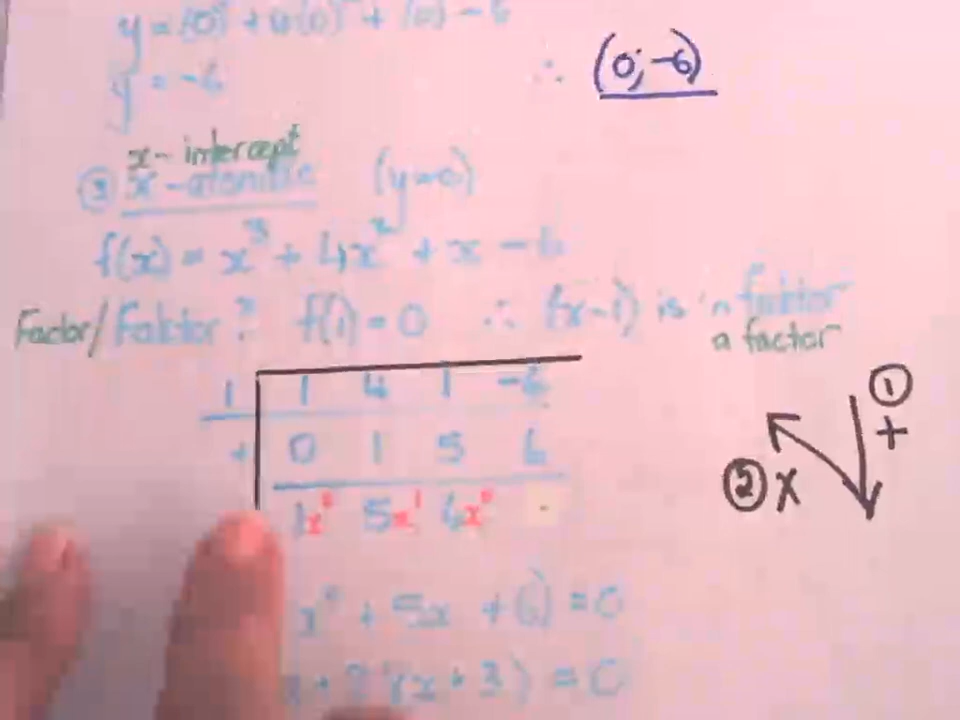 y = (0)³ + 4(0)² + (0) - 6
y = -6
∴ (0; -6)
x-intercept
③ x-afsnitte (y=0)
f(x) = x³ + 4x² + x - 6
Factor/Faktor? f(1) = 0 ∴ (x-1) is 'n faktor
a factor
1 1 4 1 -6
+ 0 1 5 6
1x² 5x¹ 6x⁰ .
x² + 5x + 6) = 0
+ 2)(x + 3) = 0
① +
② x